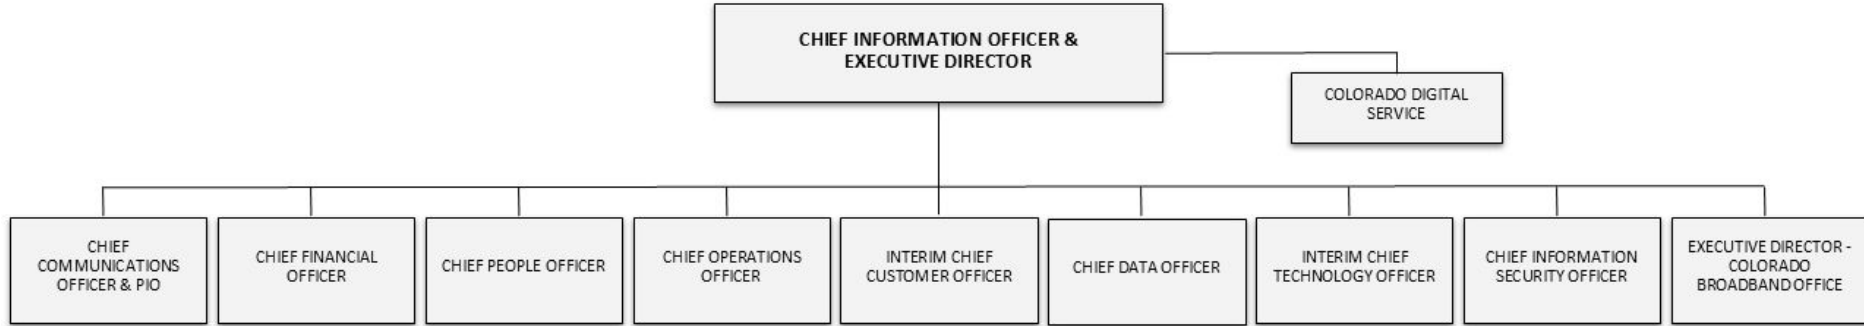 CHIEF INFORMATION OFFICER &
EXECUTIVE DIRECTOR
COLORADO DIGITAL
SERVICE
CHIEF
COMMUNICATIONS
OFFICER & PIO
CHIEF FINANCIAL
OFFICER
CHIEF PEOPLE OFFICER
CHIEF OPERATIONS
OFFICER
INTERIM CHIEF
CUSTOMER OFFICER
CHIEF DATA OFFICER
INTERIM CHIEF
TECHNOLOGY OFFICER
CHIEF INFORMATION
SECURITY OFFICER
EXECUTIVE DIRECTOR -
COLORADO
BROADBAND OFFICE